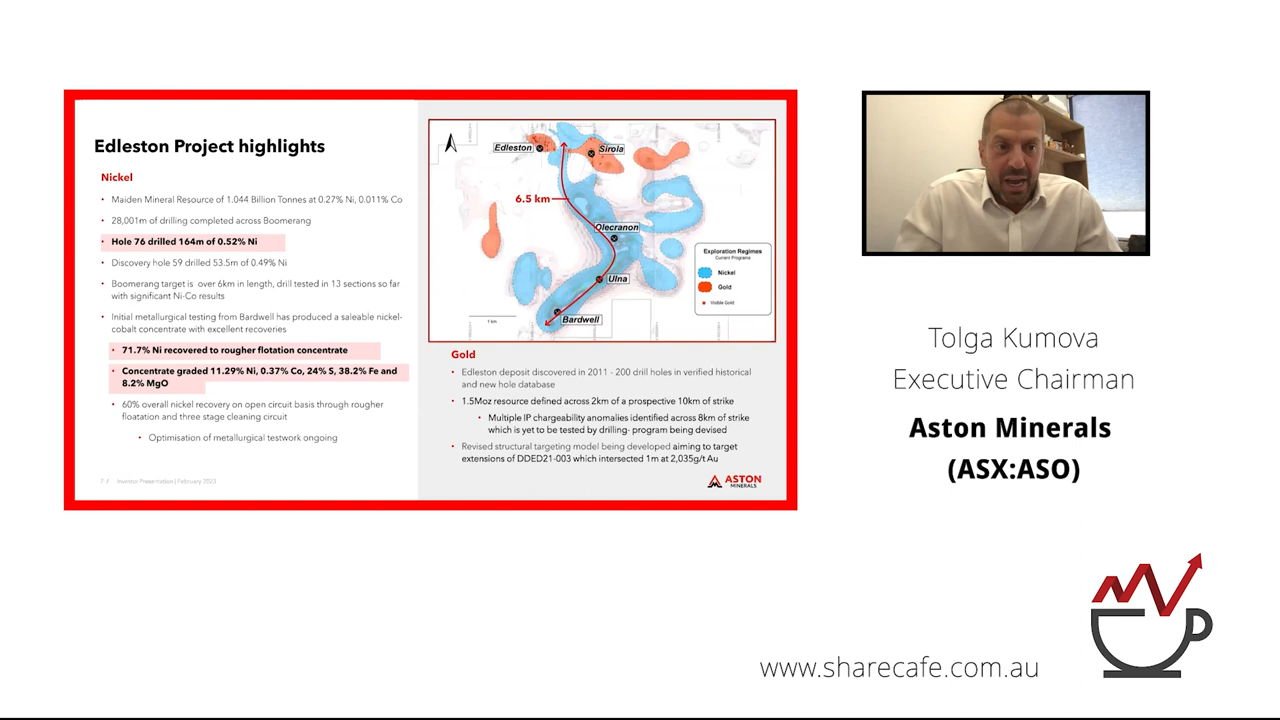 Edleston Project highlights
Nickel
• Maiden Mineral Resource of 1.044 Billion Tonnes at 0.27% Ni, 0.011% Co
• 28,001m of drilling completed across Boomerang
• Hole 76 drilled 164m of 0.52% Ni
• Discovery hole 59 drilled 53.5m of 0.49% Ni
• Boomerang target is over 6km in length, drill tested in 13 sections so far
with significant Ni-Co results
• Initial metallurgical testing from Bardwell has produced a saleable nickel-
cobalt concentrate with excellent recoveries
• 71.7% Ni recovered to rougher flotation concentrate
• Concentrate graded 11.29% Ni, 0.37% Co, 24% S, 38.2% Fe and
8.2% MgO
• 60% overall nickel recovery on open circuit basis through rougher
floatation and three stage cleaning circuit
• Optimisation of metallurgical testwork ongoing
7 / Investor Presentation | February 2023
Edleston
Sirola
6.5 km
Olecranon
Ulna
Bardwell
1 km
Exploration Regimes
Current Programs
Nickel
Gold
Visible Gold
Gold
• Edleston deposit discovered in 2011 - 200 drill holes in verified historical
and new hole database
• 1.5Moz resource defined across 2km of a prospective 10km of strike
• Multiple IP chargeability anomalies identified across 8km of strike
which is yet to be tested by drilling- program being devised
• Revised structural targeting model being developed aiming to target
extensions of DDED21-003 which intersected 1m at 2,035g/t Au
ASTON
MINERALS
Tolga Kumova
Executive Chairman
Aston Minerals
(ASX:ASO)
www.sharecafe.com.au